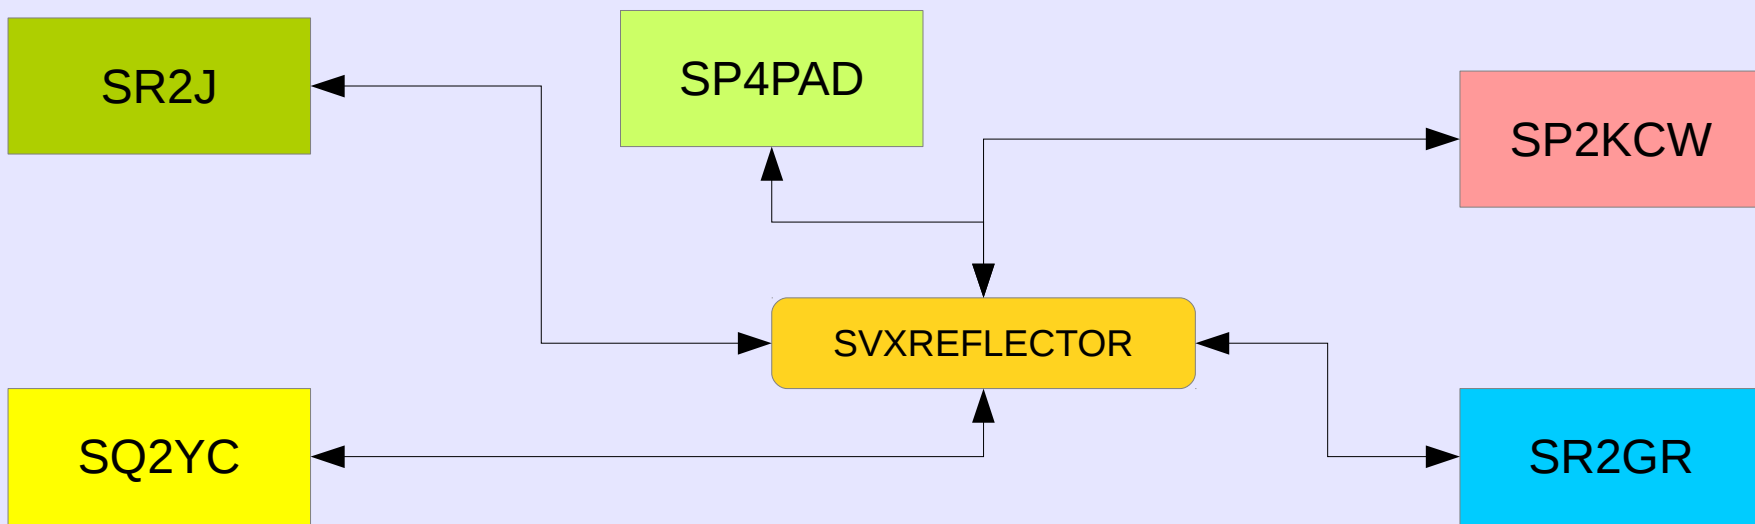 SR2J
SP4PAD
SP2KCW
SVXREFLECTOR
SQ2YC
SR2GR